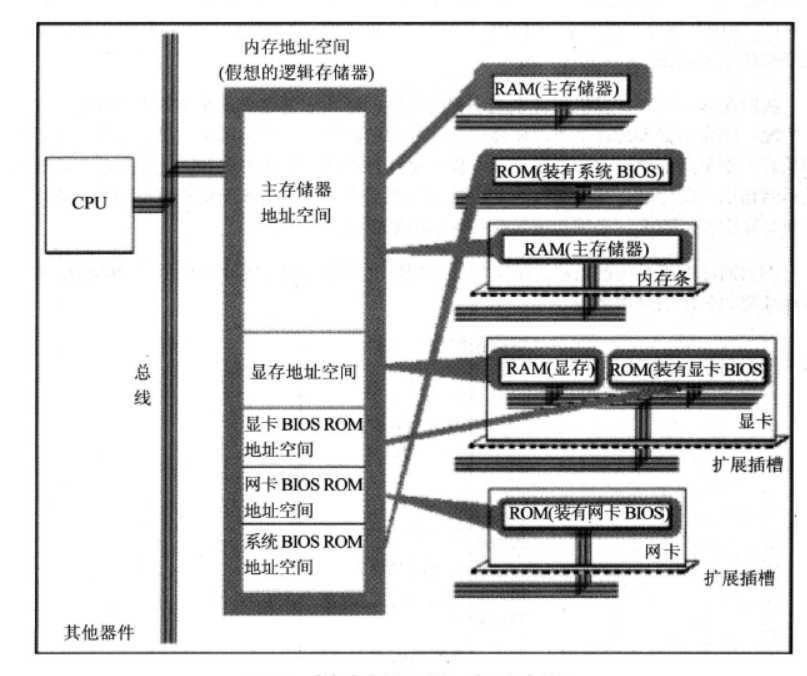 内存地址空间
(假想的逻辑存储器)
CPU
总
线
其他器件
主存储器
地址空间
显存地址空间
显卡 BIOS ROM
地址空间
网卡 BIOS ROM
地址空间
系统 BIOS ROM
地址空间
RAM(主存储器)
ROM(装有系统 BIOS)
RAM(主存储器)
内存条
RAM(显存)
ROM(装有显卡 BIOS)
显卡
扩展插槽
ROM(装有网卡 BIOS)
网卡
扩展插槽